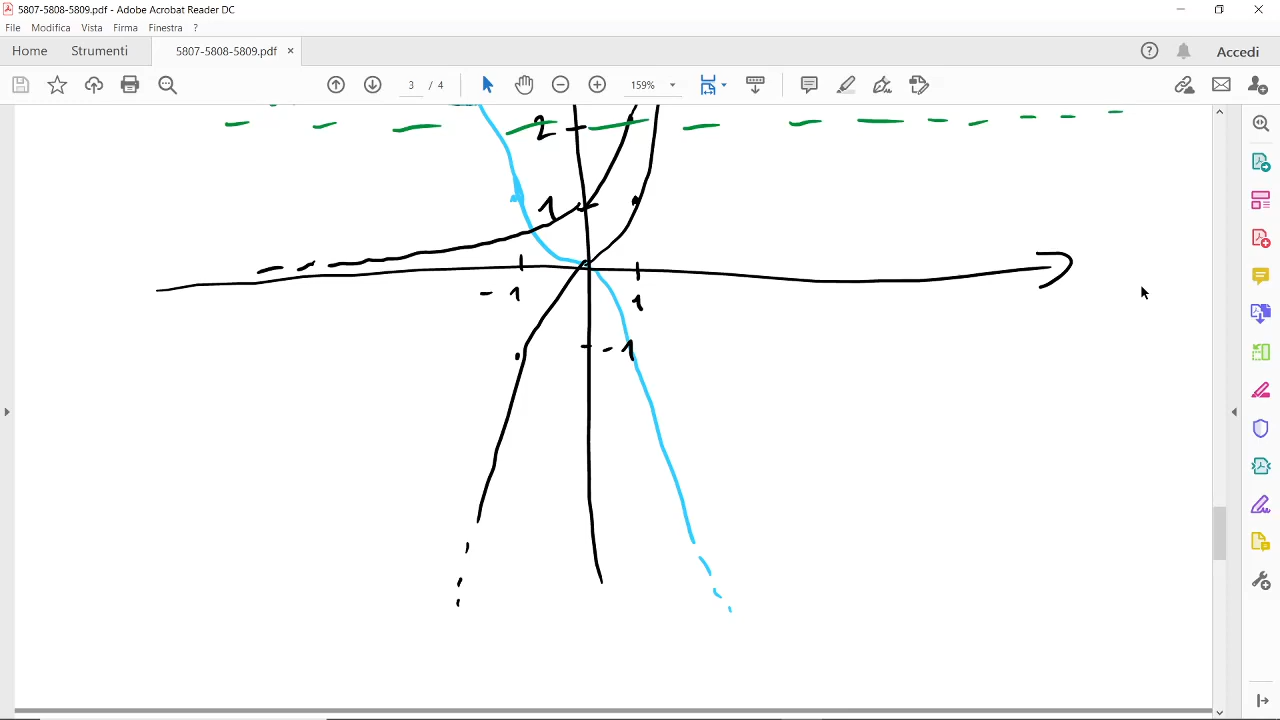 5807-5808-5809.pdf - Adobe Acrobat Reader DC
File Modifica Vista Firma Finestra ?
Home Strumenti 5807-5808-5809.pdf × Accedi
3 / 4 159%
2
1
- 1 1
- 1